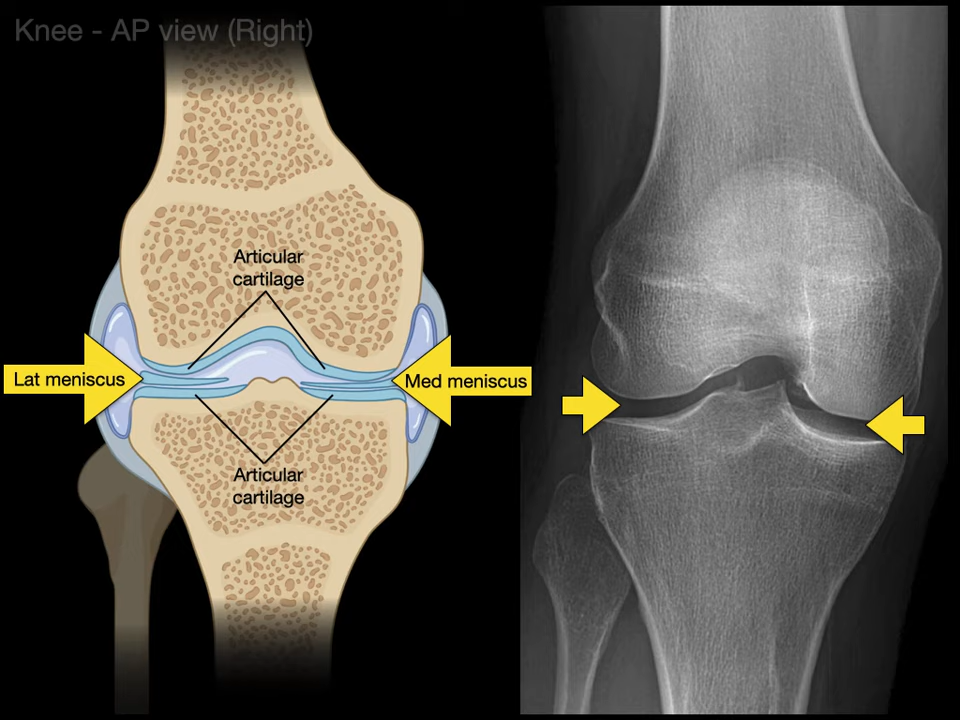 Knee - AP view (Right)
Articular
cartilage
Lat meniscus
Med meniscus
Articular
cartilage